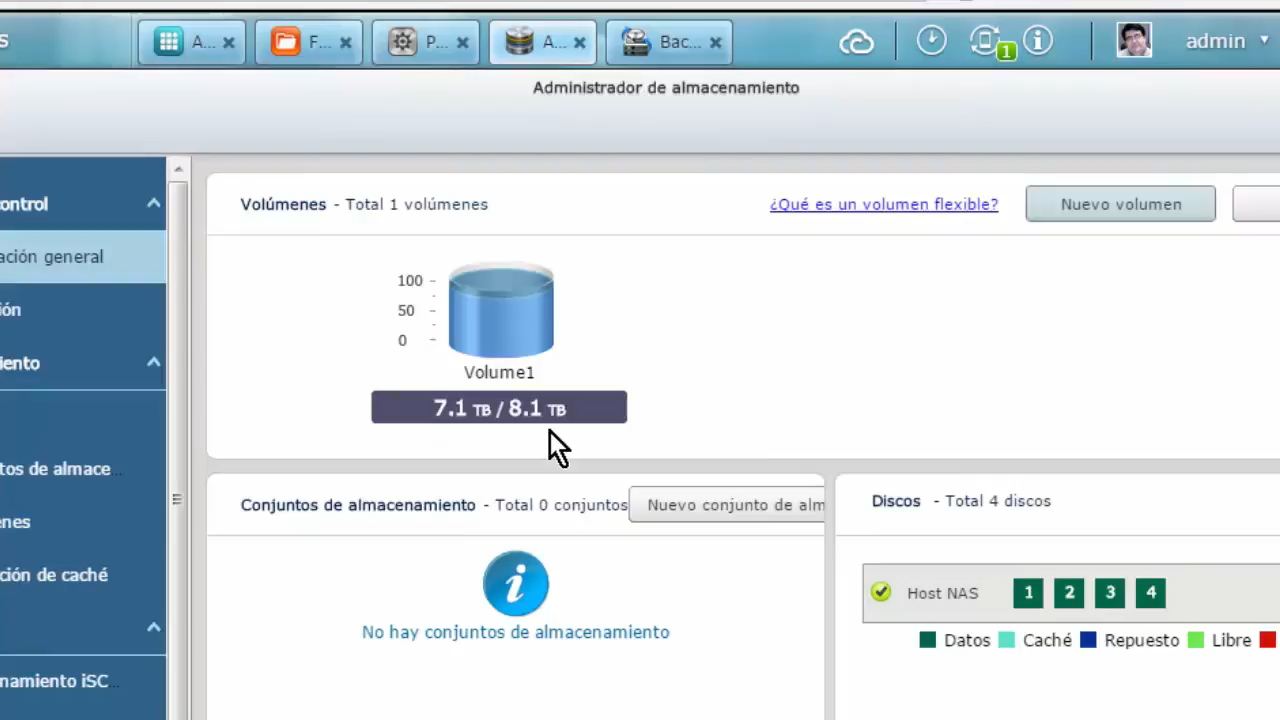 S
A...
F...
P...
A...
Bac...
1
admin
Administrador de almacenamiento
ontrol
ación general
ión
iento
tos de almace...
enes
ción de caché
namiento iSC...
Volúmenes - Total 1 volúmenes
¿Qué es un volumen flexible?
Nuevo volumen
100
50
0
Volume1
7.1 TB / 8.1 TB
Conjuntos de almacenamiento - Total 0 conjuntos
Nuevo conjunto de alm
No hay conjuntos de almacenamiento
Discos - Total 4 discos
Host NAS 1 2 3 4
Datos Caché Repuesto Libre